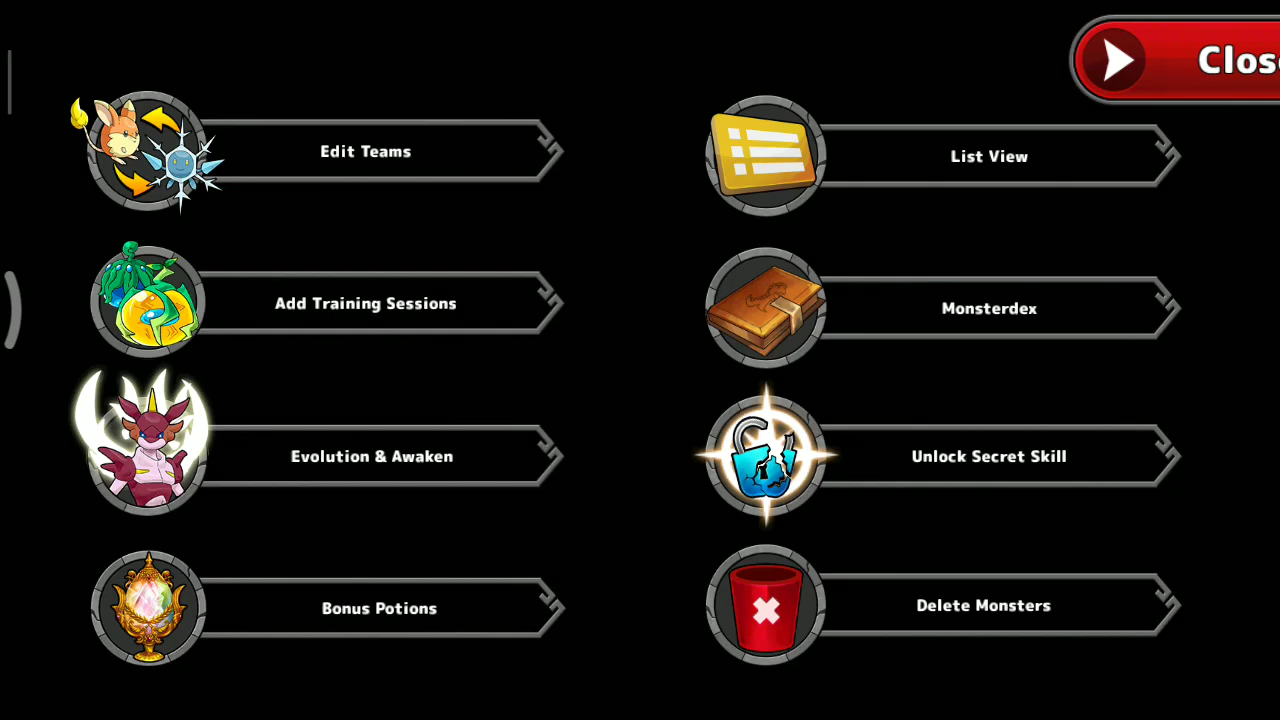 Clos
Edit Teams
List View
Add Training Sessions
Monsterdex
Evolution & Awaken
Unlock Secret Skill
Bonus Potions
Delete Monsters